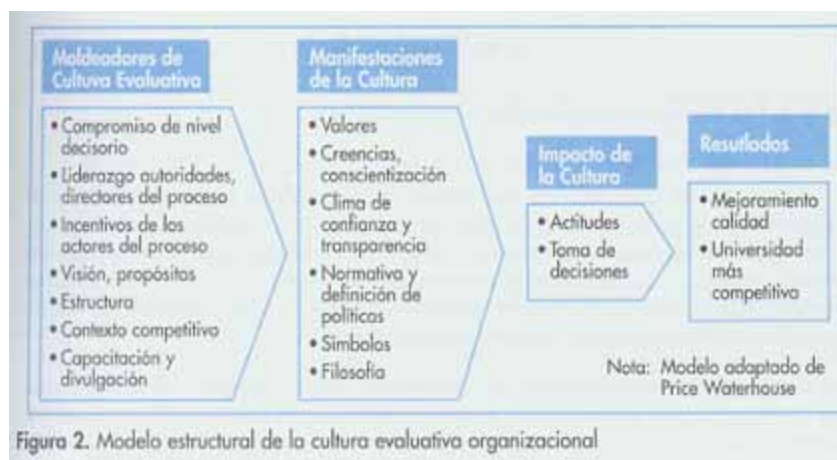 Moldeadores de
Cultuva Evaluativa
• Compromiso de nivel
decisorio
• Liderazgo autoridades,
directores del proceso
• Incentivos de los
actores del proceso
• Visión, propósitos
• Estructura
• Contexto competitivo
• Capacitación y
divulgación
Manifestaciones
de la Cultura
• Valores
• Creencias,
conscientización
• Clima de
confianza y
transparencia
• Normativa y
definición de
políticas
• Símbolos
• Filosofía
Impacto de
la Cultura
• Actitudes
• Toma de
decisiones
Resutlados
• Mejoramiento
calidad
• Universidad
más
competitiva
Nota: Modelo adaptado de
Price Waterhouse
Figura 2. Modelo estructural de la cultura evaluativa organizacional